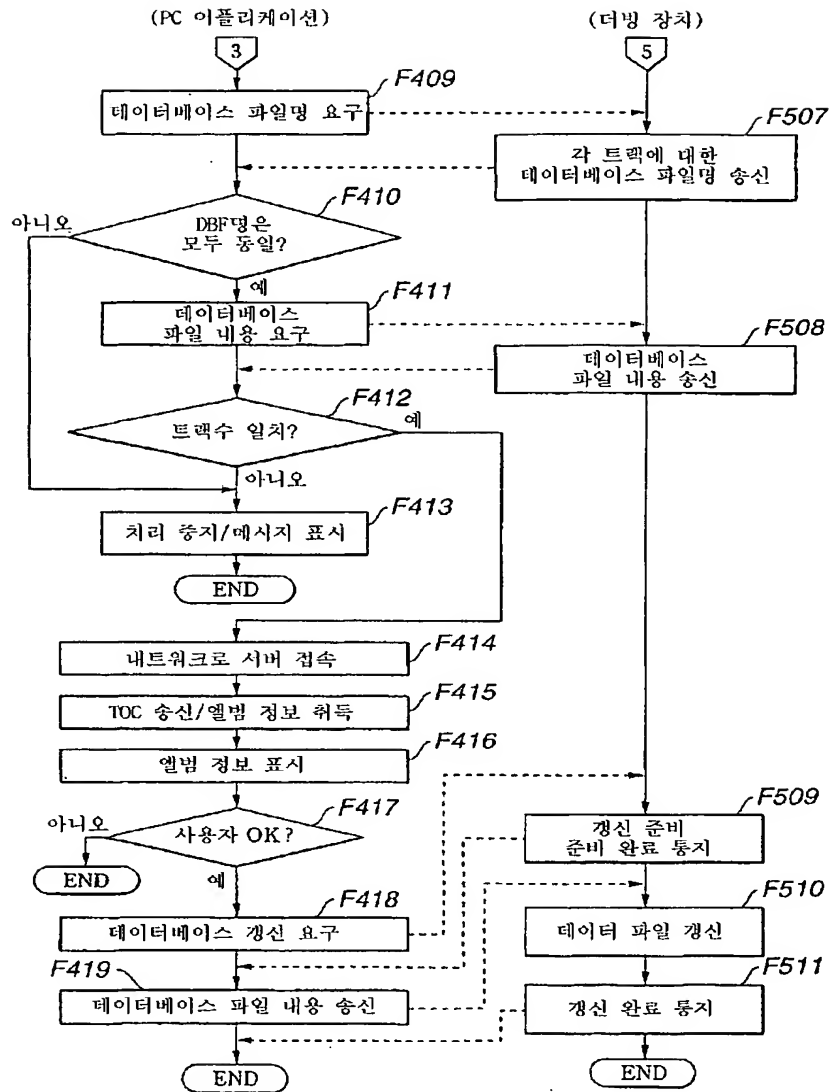 (PC 어플리케이션)
(더빙 장치)
3
5
F409
데이터베이스 파일명 요구
F507
각 트랙에 대한
데이터베이스 파일명 송신
F410
DBF명은
모두 동일?
아니오
예
F411
데이터베이스
파일 내용 요구
F508
데이터베이스
파일 내용 송신
F412
트랙수 일치?
예
아니오
F413
처리 중지/메시지 표시
END
F414
네트워크로 서버 접속
F415
TOC 송신/앨범 정보 취득
F416
앨범 정보 표시
F417
사용자 OK?
아니오
END
예
F509
갱신 준비
준비 완료 통지
F418
데이터베이스 갱신 요구
F510
데이터 파일 갱신
F419
데이터베이스 파일 내용 송신
F511
갱신 완료 통지
END
END